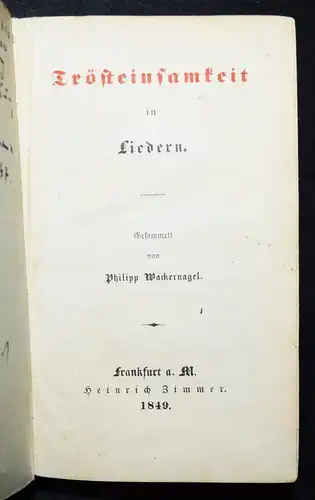 Trösteinsamkeit
in
Liedern.
Gesammelt
von
Philipp Wackernagel.
Frankfurt a. M.
Heinrich Zimmer.
1849.